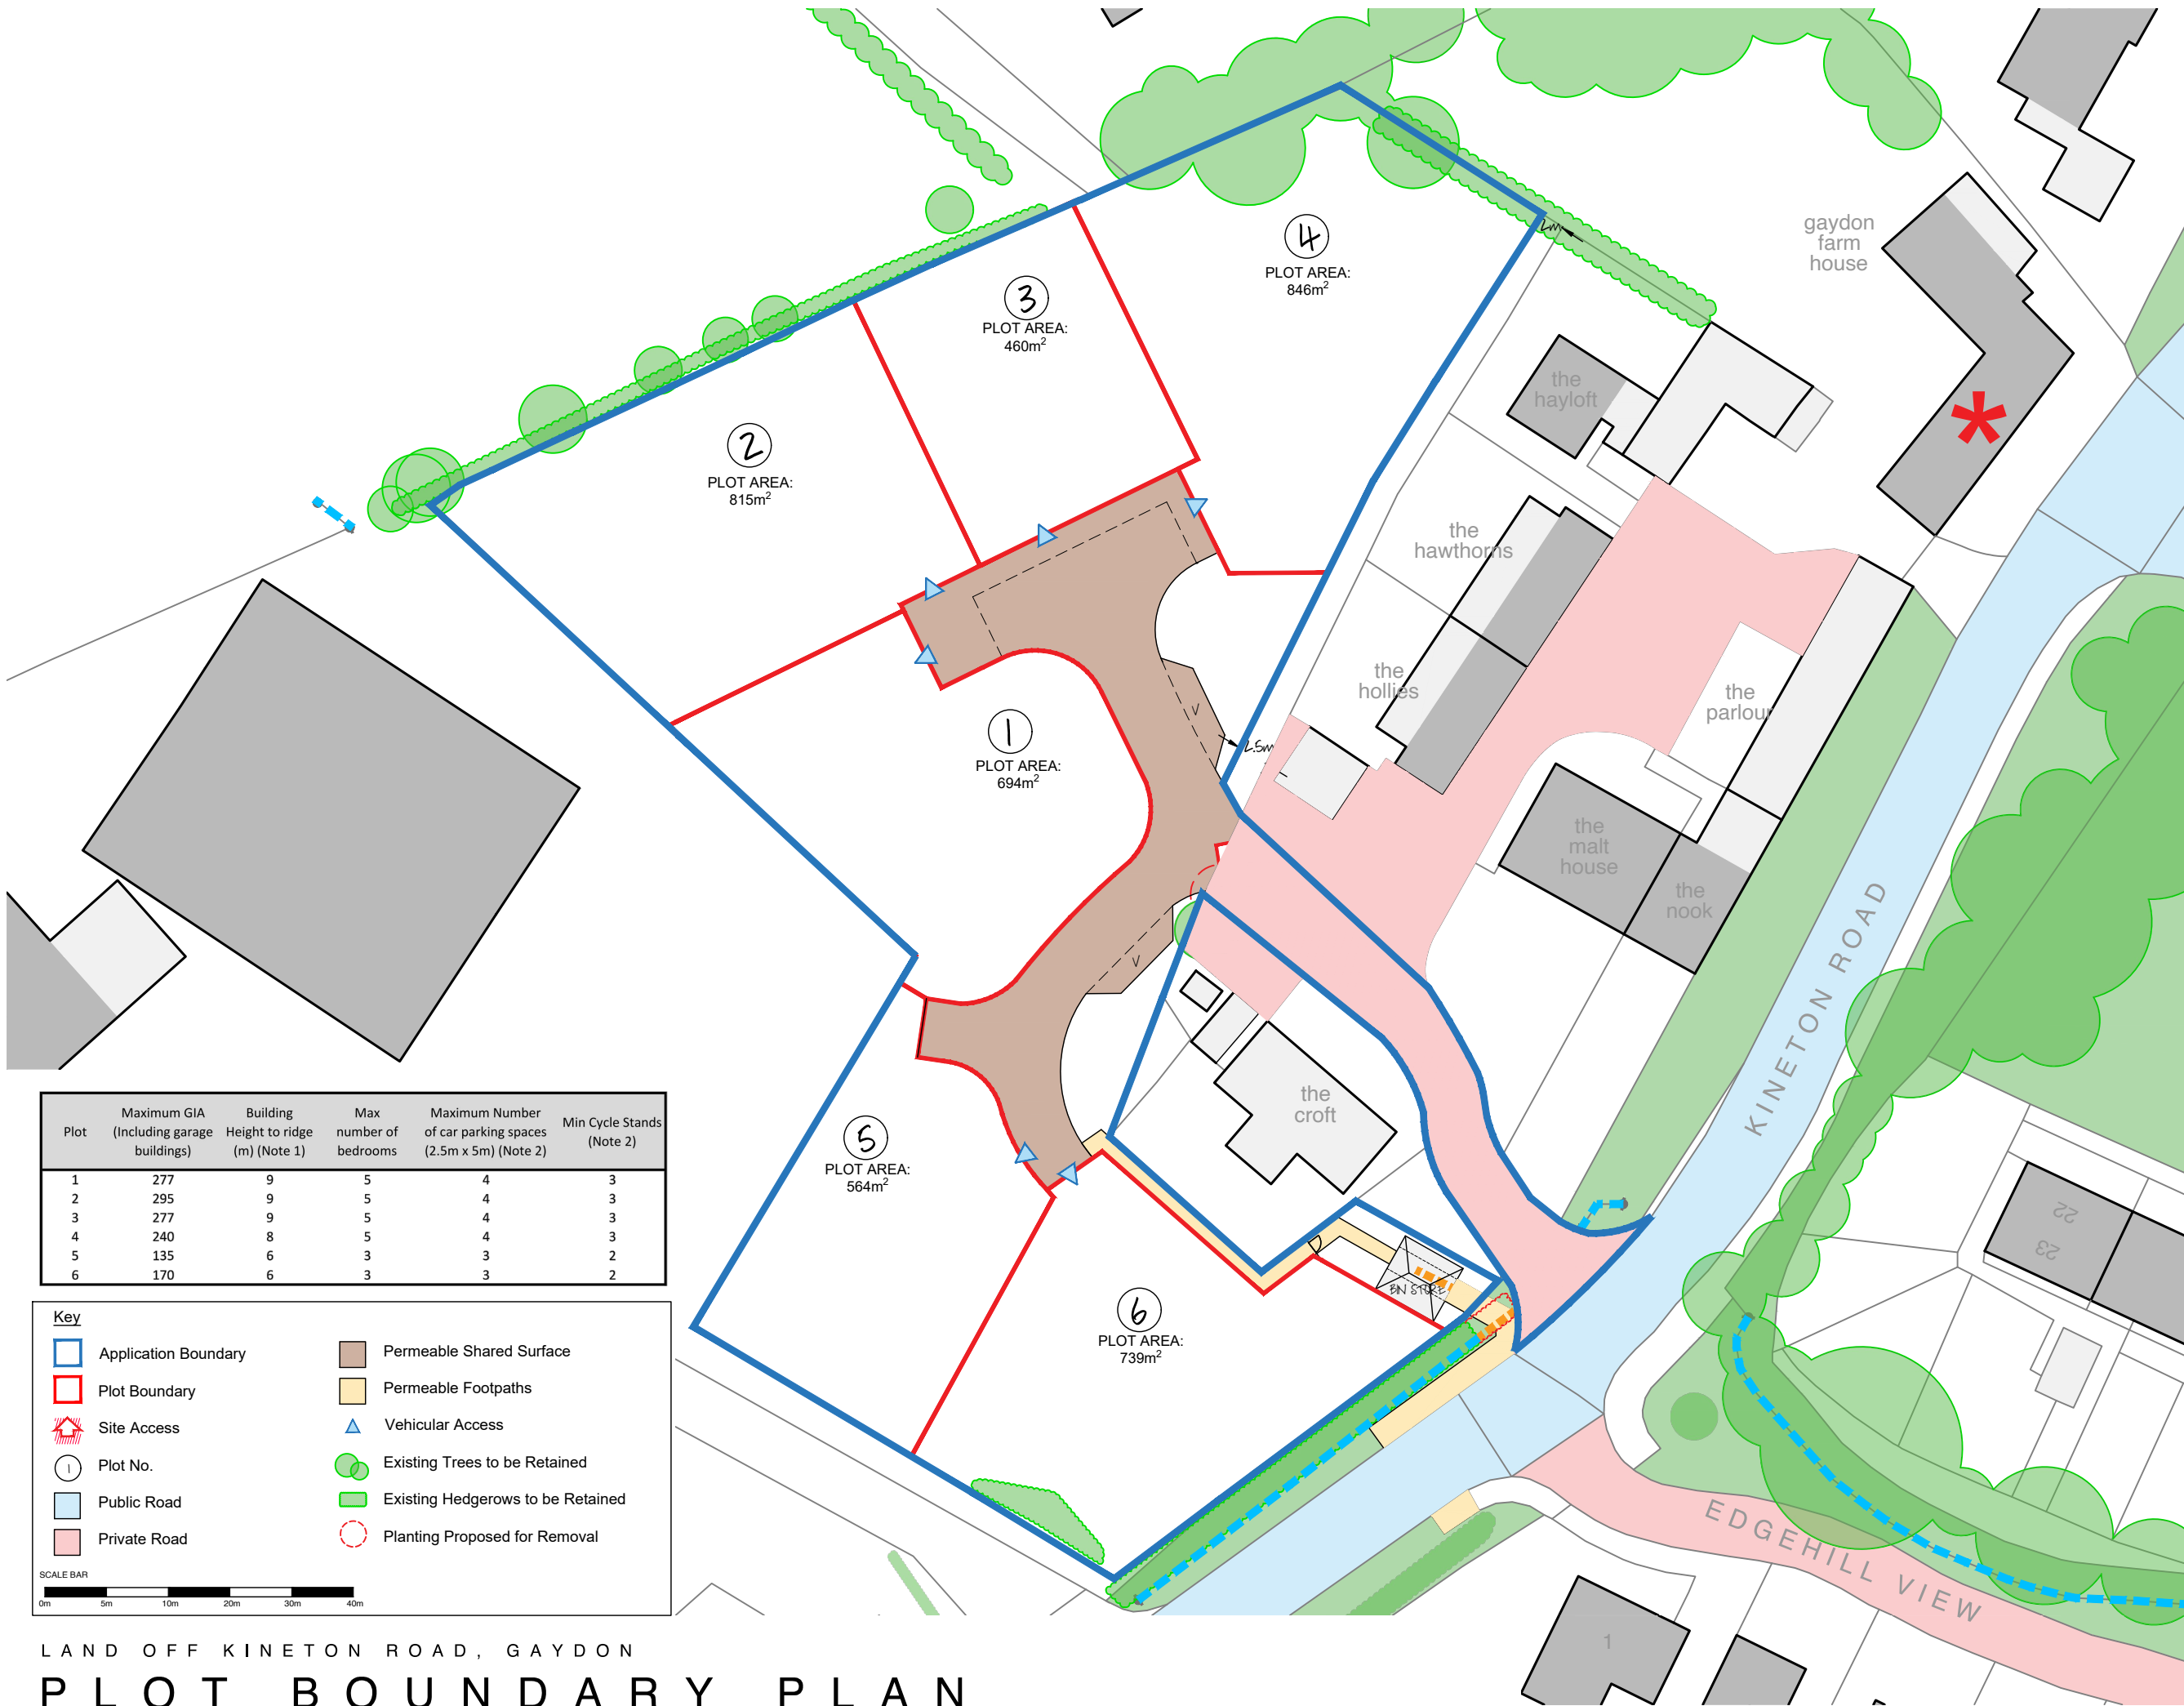 4
PLOT AREA:
846m²
2m
gaydon
farm
house
3
PLOT AREA:
460m²
the
hayloft
2
PLOT AREA:
815m²
the
hawthorns
the
hollies
the
parlour
1
PLOT AREA:
694m²
V
2.5m
the
malt
house
the
nook
V
KINETON ROAD
the
croft
5
PLOT AREA:
564m²
BIN STORE
6
PLOT AREA:
739m²
22
23
EDGEHILL VIEW
1
Plot
Maximum GIA
(Including garage
buildings)
Building
Height to ridge
(m) (Note 1)
Max
number of
bedrooms
Maximum Number
of car parking spaces
(2.5m x 5m) (Note 2)
Min Cycle Stands
(Note 2)
1 277 9 5 4 3
2 295 9 5 4 3
3 277 9 5 4 3
4 240 8 5 4 3
5 135 6 3 3 2
6 170 6 3 3 2
Key
Application Boundary
Plot Boundary
Site Access
1 Plot No.
Public Road
Private Road
Permeable Shared Surface
Permeable Footpaths
Vehicular Access
Existing Trees to be Retained
Existing Hedgerows to be Retained
Planting Proposed for Removal
SCALE BAR
0m 5m 10m 20m 30m 40m
LAND OFF KINETON ROAD, GAYDON
PLOT BOUNDARY PLAN